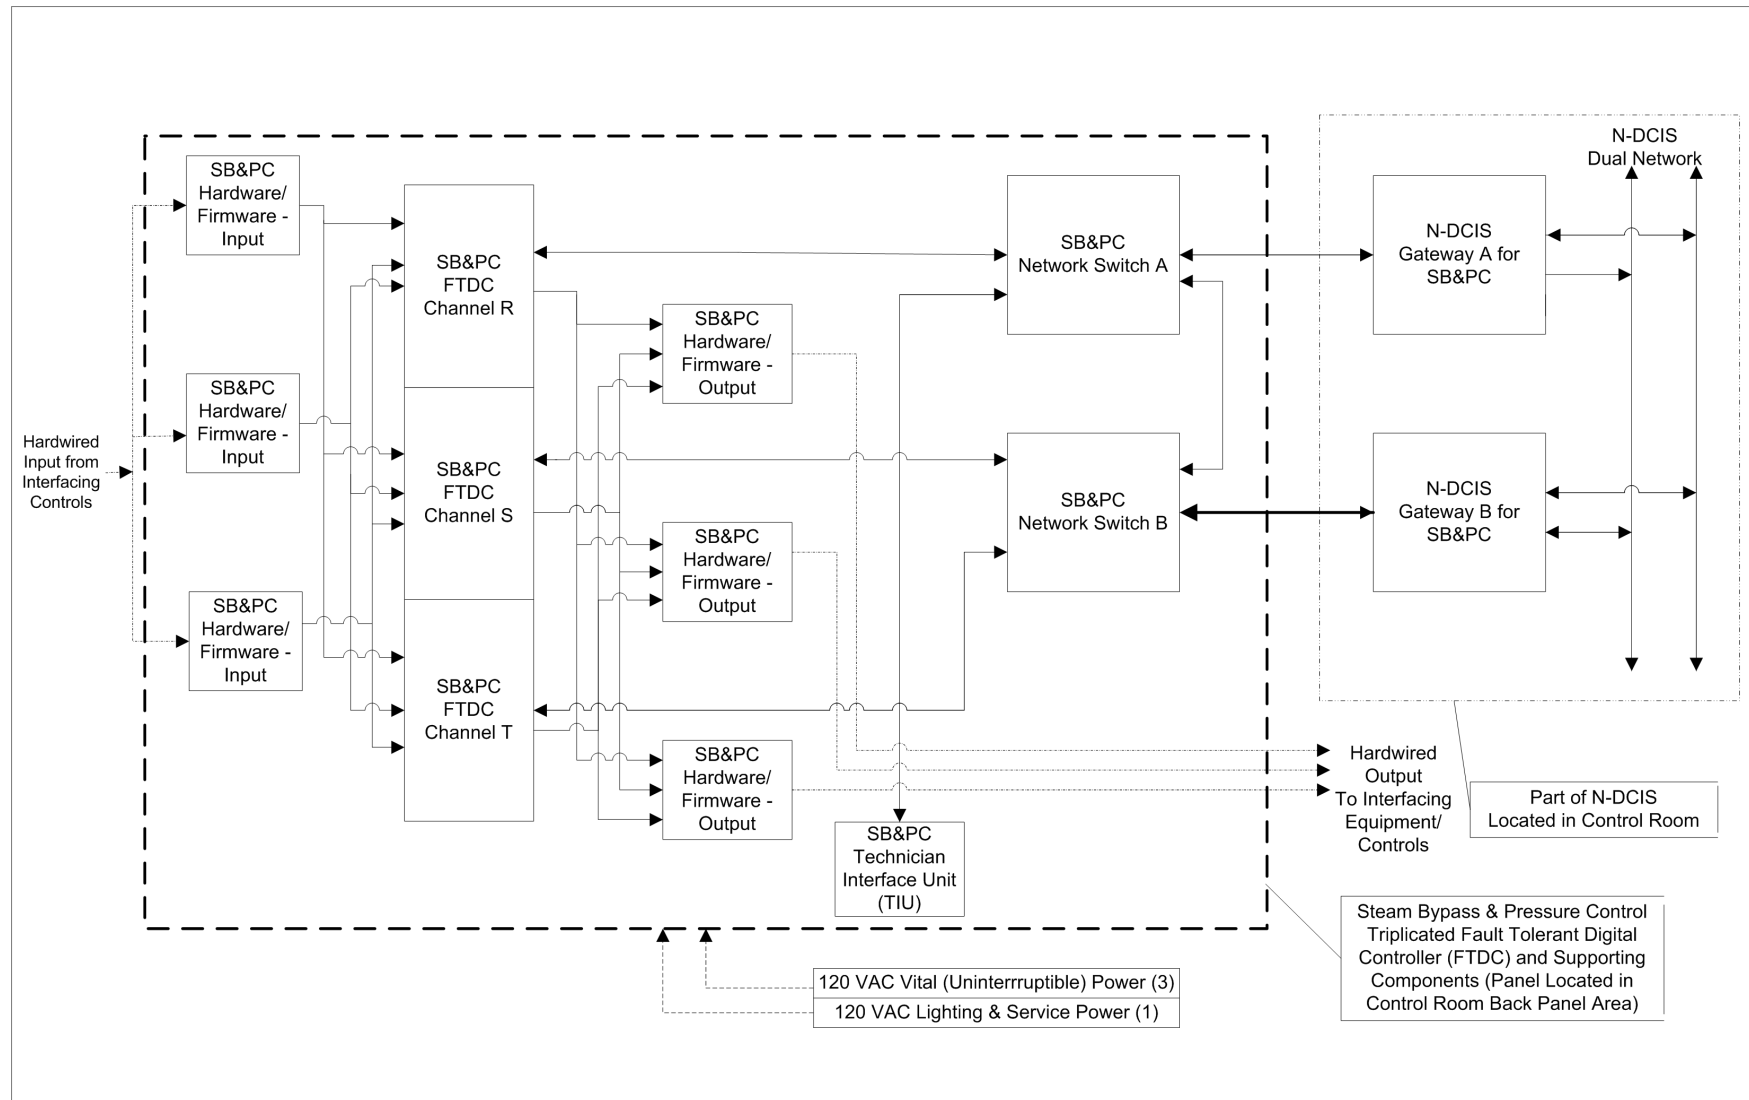 N-DCIS
Dual Network
SB&PC
Hardware/
Firmware -
Input
SB&PC
FTDC
Channel R
SB&PC
Network Switch A
N-DCIS
Gateway A for
SB&PC
SB&PC
Hardware/
Firmware -
Output
SB&PC
Hardware/
Firmware -
Input
Hardwired
Input from
Interfacing
Controls
SB&PC
FTDC
Channel S
SB&PC
Network Switch B
N-DCIS
Gateway B for
SB&PC
SB&PC
Hardware/
Firmware -
Output
SB&PC
Hardware/
Firmware -
Input
SB&PC
FTDC
Channel T
SB&PC
Hardware/
Firmware -
Output
Hardwired
Output
To Interfacing
Equipment/
Controls
Part of N-DCIS
Located in Control Room
SB&PC
Technician
Interface Unit
(TIU)
Steam Bypass & Pressure Control
Triplicated Fault Tolerant Digital
Controller (FTDC) and Supporting
Components (Panel Located in
Control Room Back Panel Area)
120 VAC Vital (Uninterrruptible) Power (3)
120 VAC Lighting & Service Power (1)